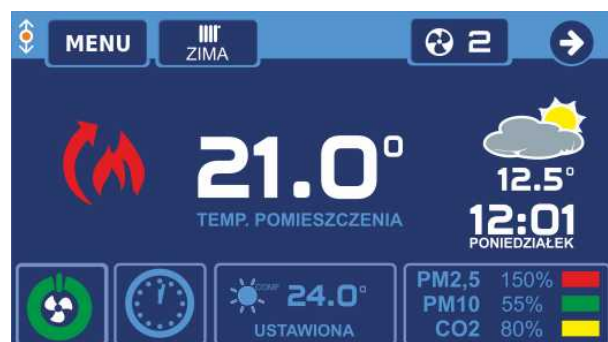 MENU
ZIMA
2
21.0°
TEMP. POMIESZCZENIA
12.5°
12:01
PONIEDZIAŁEK
COMF 24.0°
USTAWIONA
PM2,5 150%
PM10 55%
CO2 80%